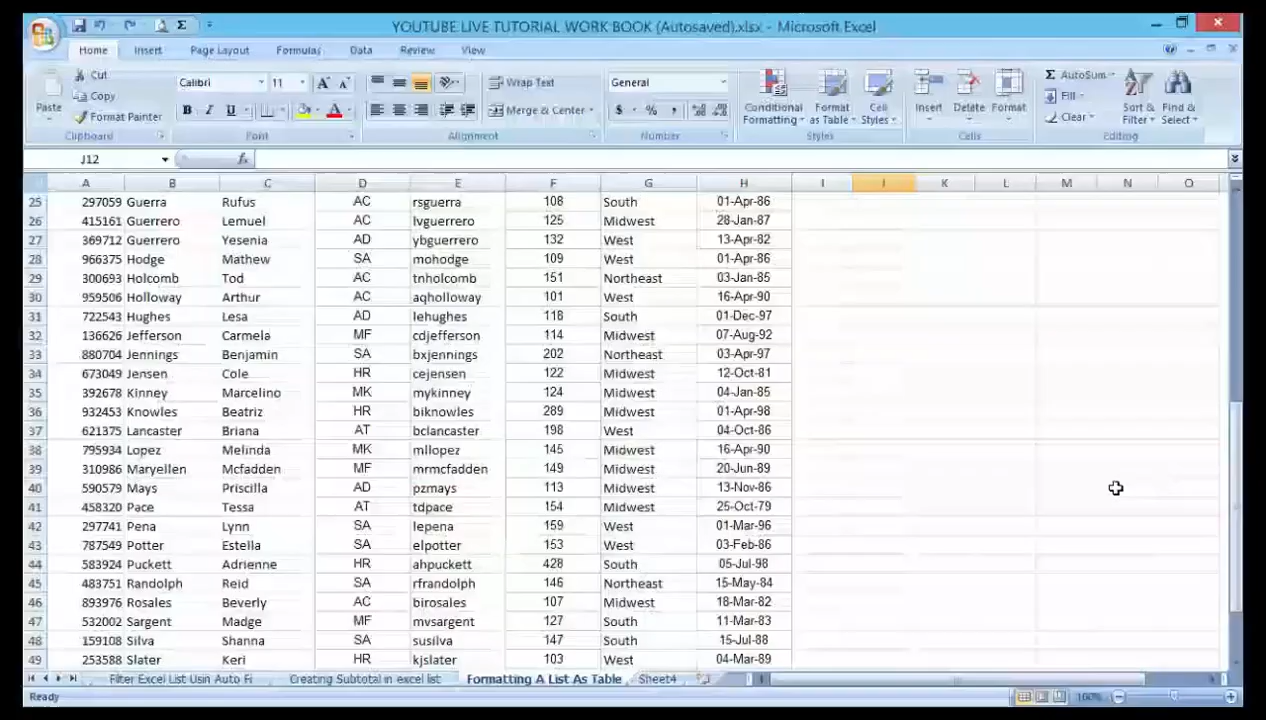 YOUTUBE LIVE TUTORIAL WORK BOOK (Autosaved).xlsx - Microsoft Excel
Home Insert Page Layout Formulas Data Review View
Paste Cut Copy Format Painter
Calibri 11 B I U
Wrap Text Merge & Center
General $ % ,
Conditional Formatting Format as Table Cell Styles
Insert Delete Format
Σ AutoSum Fill Clear
Sort & Filter Find & Select
Clipboard Font Alignment Number Styles Cells Editing
J12 fx
A B C D E F G H I J K L M N O
25 297059 Guerra Rufus AC rsguerra 108 South 01-Apr-86
26 415161 Guerrero Lemuel AC lvguerrero 125 Midwest 28-Jan-87
27 369712 Guerrero Yesenia AD ybguerrero 132 West 13-Apr-82
28 966375 Hodge Mathew SA mohodge 109 West 01-Apr-86
29 300693 Holcomb Tod AC tnholcomb 151 Northeast 03-Jan-85
30 959506 Holloway Arthur AC aqholloway 101 West 16-Apr-90
31 722543 Hughes Lesa AD lehughes 118 South 01-Dec-97
32 136626 Jefferson Carmela MF cdjefferson 114 Midwest 07-Aug-92
33 880704 Jennings Benjamin SA bxjennings 202 Northeast 03-Apr-97
34 673049 Jensen Cole HR cejensen 122 Midwest 12-Oct-81
35 392678 Kinney Marcelino MK mykinney 124 Midwest 04-Jan-85
36 932453 Knowles Beatriz HR biknowles 289 Midwest 01-Apr-98
37 621375 Lancaster Briana AT bclancaster 198 West 04-Oct-86
38 795934 Lopez Melinda MK mllopez 145 Midwest 16-Apr-90
39 310986 Maryellen Mcfadden MF mrmcfadden 149 Midwest 20-Jun-89
40 590579 Mays Priscilla AD pzmays 113 Midwest 13-Nov-86
41 458320 Pace Tessa AT tdpace 154 Midwest 25-Oct-79
42 297741 Pena Lynn SA lepena 159 West 01-Mar-96
43 787549 Potter Estella SA elpotter 153 West 03-Feb-86
44 583924 Puckett Adrienne HR ahpuckett 428 South 05-Jul-98
45 483751 Randolph Reid SA rfrandolph 146 Northeast 15-May-84
46 893976 Rosales Beverly AC birosales 107 Midwest 18-Mar-82
47 532002 Sargent Madge MF mvsargent 127 South 11-Mar-83
48 159108 Silva Shanna SA susilva 147 South 15-Jul-88
49 253588 Slater Keri HR kjslater 103 West 04-Mar-89
Filter Excel List Usin Auto Fi Creating Subtotal in excel list Formatting A List As Table Sheet4
Ready 100%